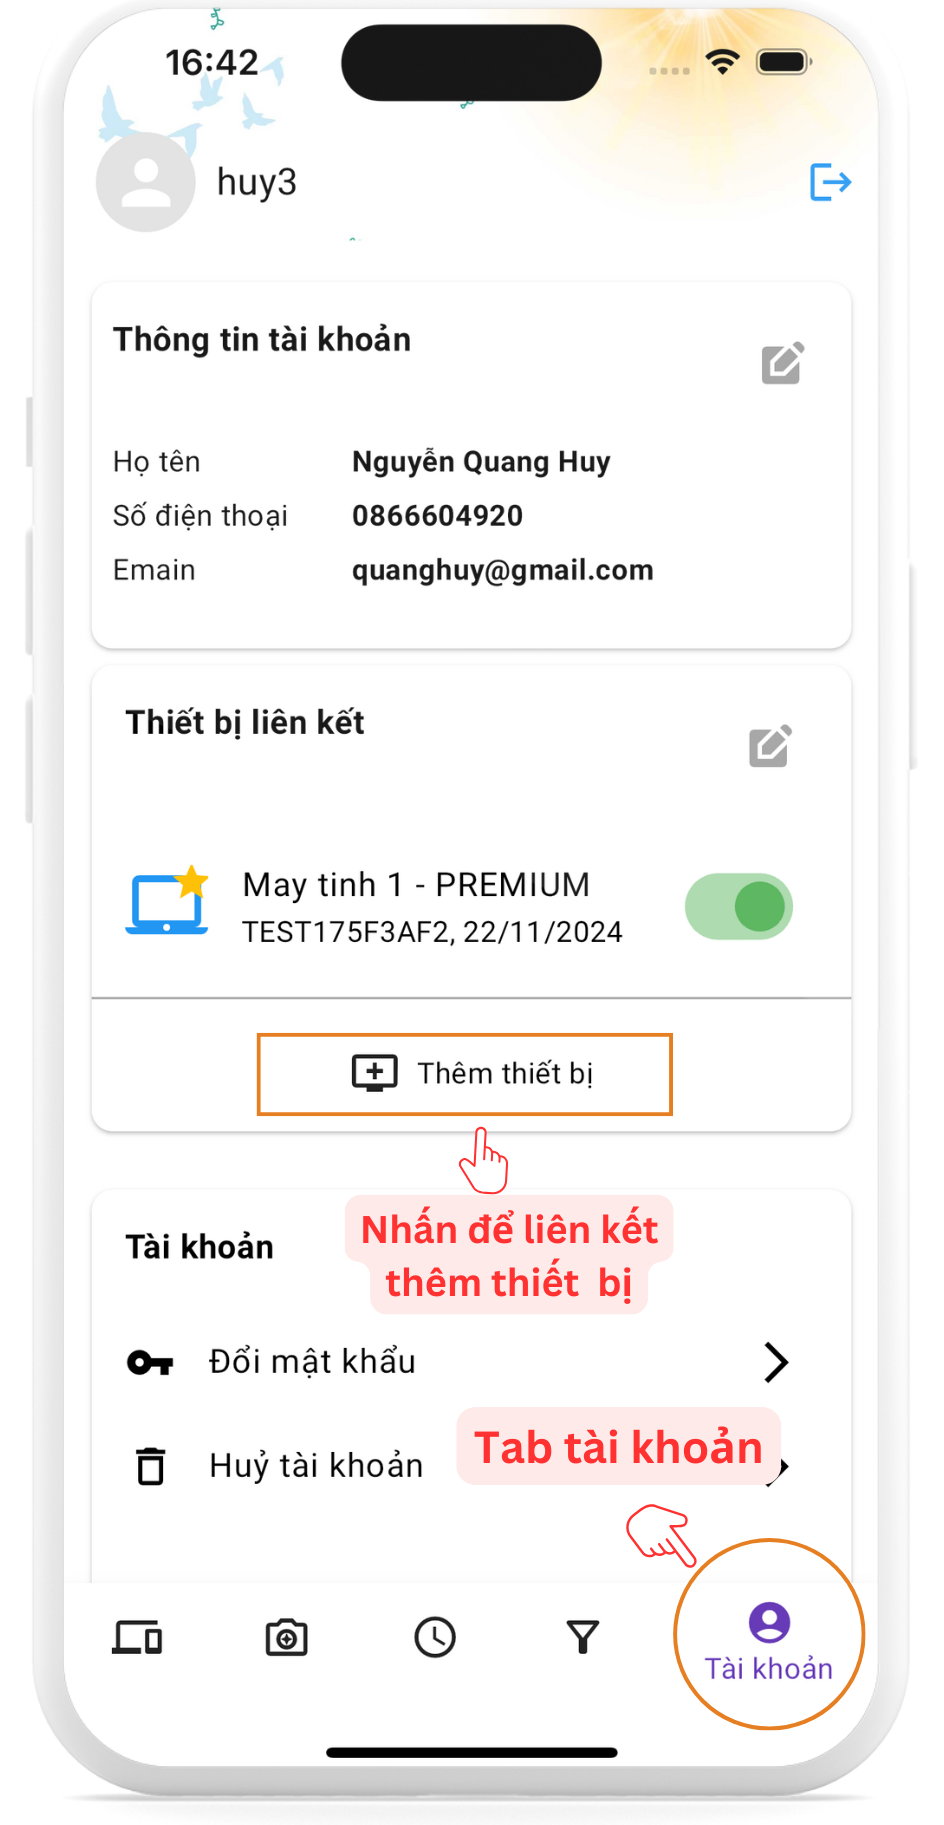 16:42
huy3
Thông tin tài khoản
Họ tên Nguyễn Quang Huy
Số điện thoại 0866604920
Emain quanghuy@gmail.com
Thiết bị liên kết
May tinh 1 - PREMIUM
TEST175F3AF2, 22/11/2024
Thêm thiết bị
Nhấn để liên kết
thêm thiết bị
Tài khoản
Đổi mật khẩu
Tab tài khoản
Huỷ tài khoản
Tài khoản